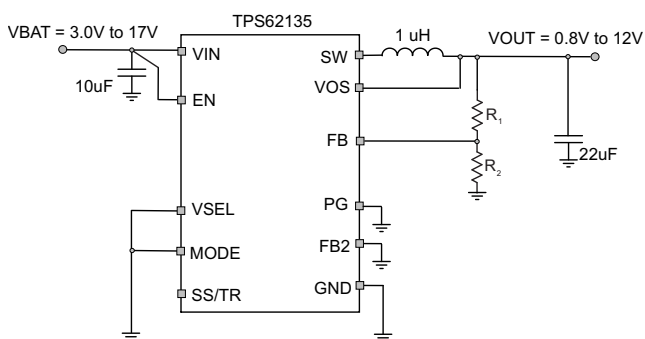 TPS62135
VBAT = 3.0V to 17V
1 uH
VOUT = 0.8V to 12V
VIN
SW
10uF
VOS
EN
R1
FB
R2
22uF
VSEL
PG
MODE
FB2
SS/TR
GND